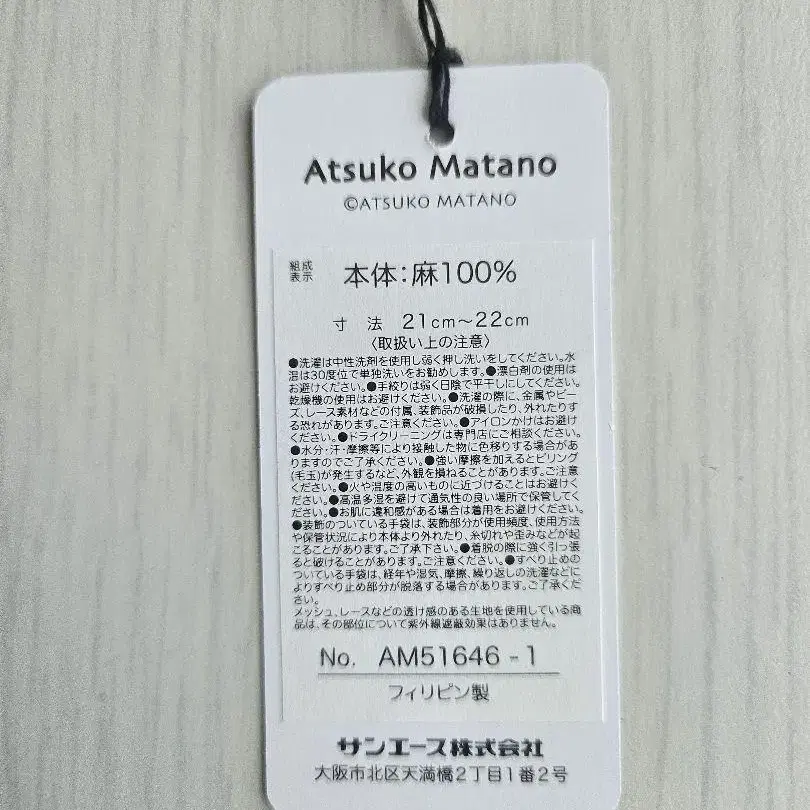 Atsuko Matano
©ATSUKO MATANO
組成
表示
本体:麻100%
寸 法 21cm~22cm
〈取扱い上の注意〉
●洗濯は中性洗剤を使用し弱く押し洗いをしてください。水
温は30度位で単独洗いをお勧めします。●漂白剤の使用は
お避けください。●手絞りは弱く日陰で平干しにしてください。
乾燥機の使用はお避けください。●洗濯の際に、金属やビー
ズ、レース素材などの付属、装飾品が破損したり、外れたりす
る恐れがあります。ご注意ください。●アイロンかけはお避け
ください。●ドライクリーニングは専門店にご相談ください。
●水分・汗・摩擦等により接触した物に色移りする場合があ
りますのでご了承ください。●強い摩擦を加えるとピリング
(毛玉)が発生するなど、外観を損ねることがあります。ご注意
ください。●火や温度の高いものに近づけることはお避けく
ださい。●高温多湿を避けて通気性の良い場所で保管してく
ださい。●お肌に違和感がある場合は着用をお避けください。
●装飾のついている手袋は、装飾部分が使用頻度、使用方法
や保管状況により本体より外れたり、糸切れや歪みなどが起
こることがあります。ご了承下さい。●着脱の際に強く引っ張
ると破けることがあります。ご注意ください。●すべり止めの
ついている手袋は、経年や湿気、摩擦、繰り返しの洗濯などに
よりすべり止め部分が脱落する場合があります。ご了承くだ
さい。
メッシュ、レースなどの透け感のある生地を使用している商
品は、その部位について紫外線遮蔽効果はありません。
No. AM51646-1
フィリピン製
サンエース株式会社
大阪市北区天満橋2丁目1番2号